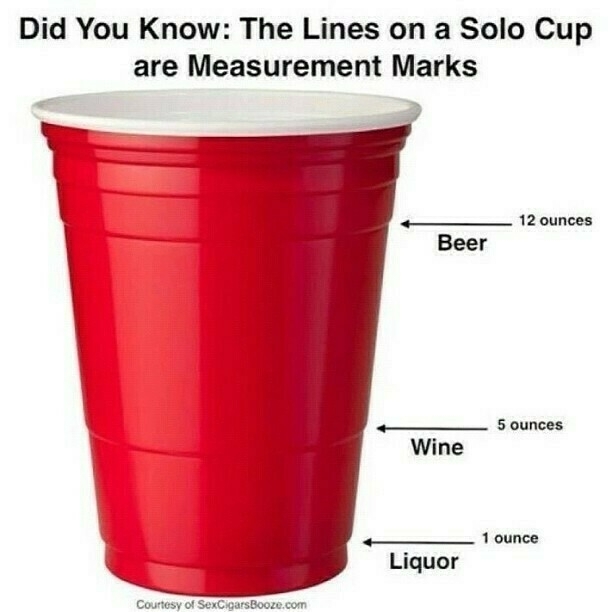 Did You Know: The Lines on a Solo Cup
are Measurement Marks
12 ounces
Beer
5 ounces
Wine
1 ounce
Liquor
Courtesy of SexCigarsBooze.com